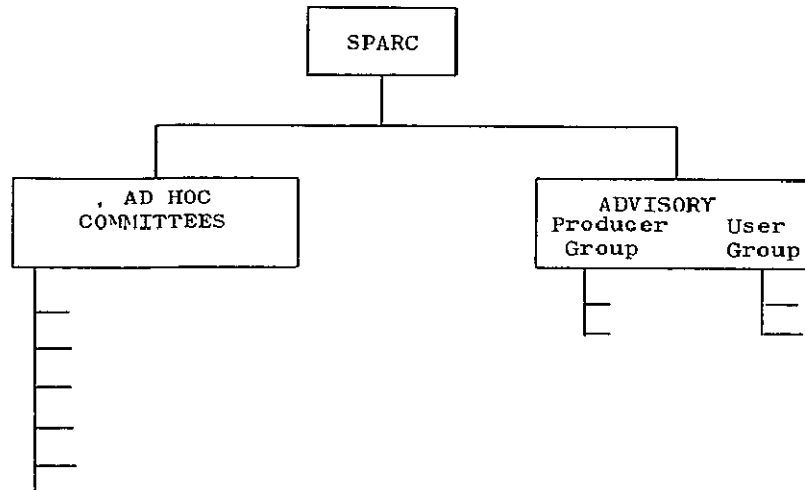 SPARC
, AD HOC
COMMITTEES
ADVISORY
Producer User
Group Group